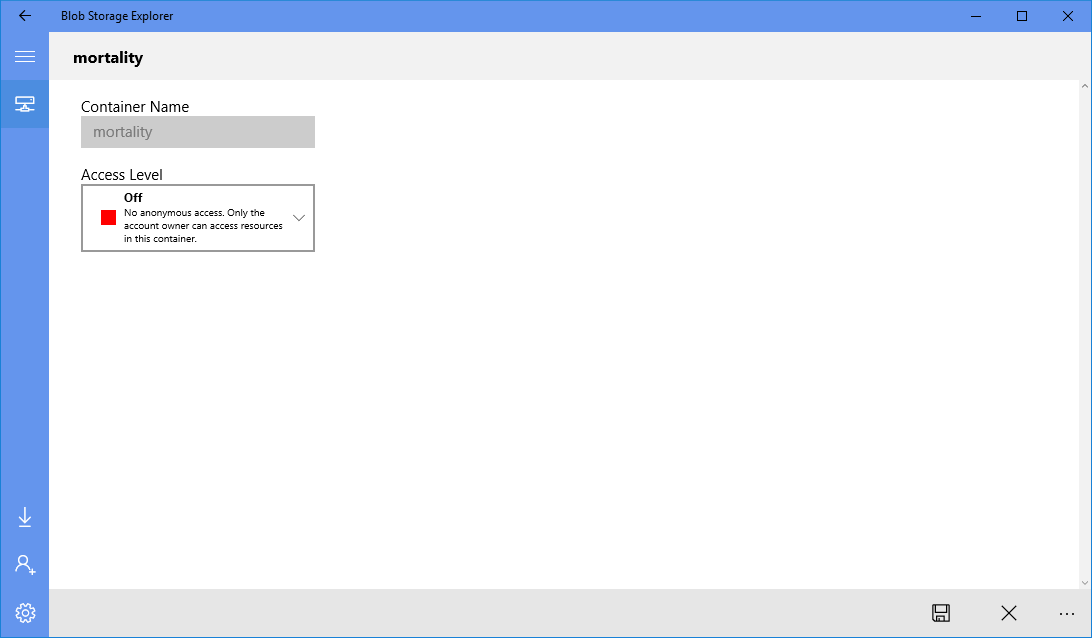 Blob Storage Explorer
mortality
Container Name
mortality
Access Level
Off
No anonymous access. Only the
account owner can access resources
in this container.